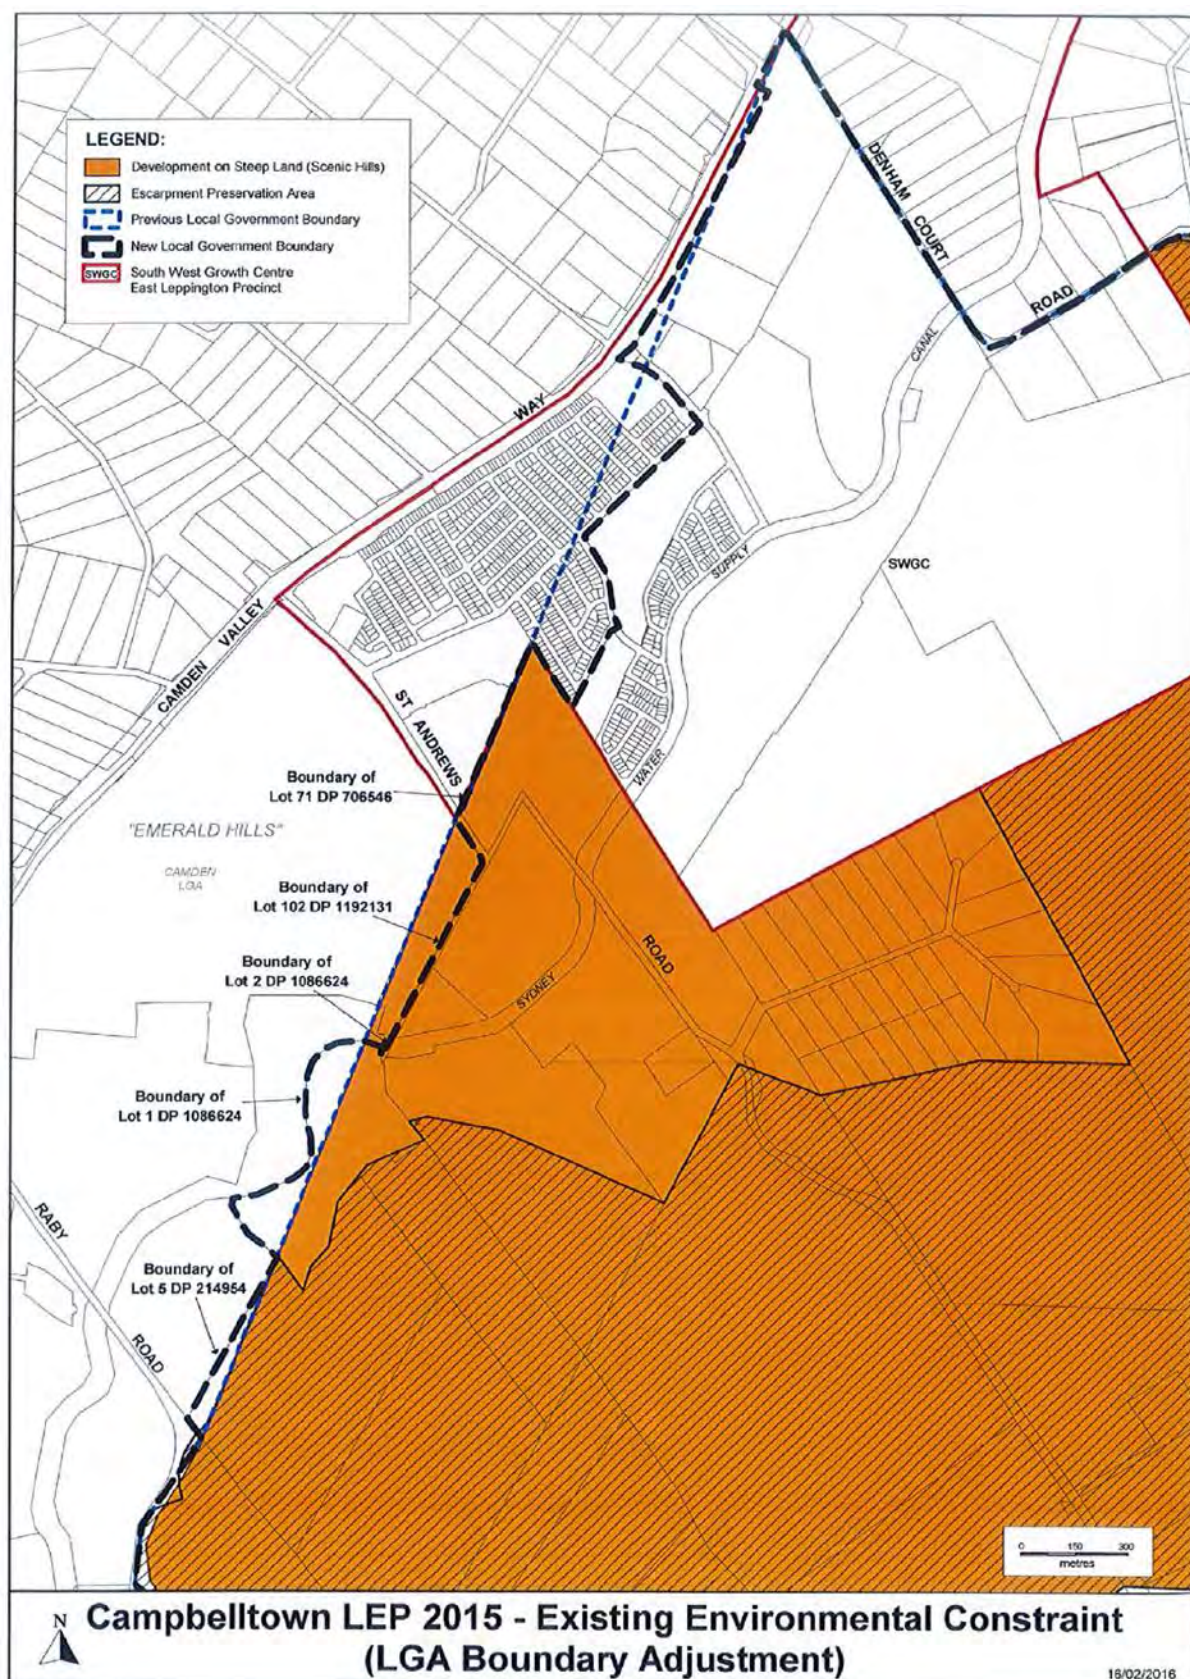 LEGEND:
Development on Steep Land (Scenic Hills)
Escarpment Preservation Area
Previous Local Government Boundary
New Local Government Boundary
SWGC
South West Growth Centre
East Leppington Precinct
DENHAM COURT
ROAD
CANAL
WAY
SUPPLY
SWGC
CAMDEN VALLEY
ST ANDREWS
WATER
Boundary of
Lot 71 DP 706546
"EMERALD HILLS"
CAMDEN
LGA
Boundary of
Lot 102 DP 1192131
ROAD
Boundary of
Lot 2 DP 1086624
SYDNEY
Boundary of
Lot 1 DP 1086624
RABY
ROAD
Boundary of
Lot 5 DP 214954
0 150 300
metres
N
Campbelltown LEP 2015 - Existing Environmental Constraint
(LGA Boundary Adjustment)
16/02/2016